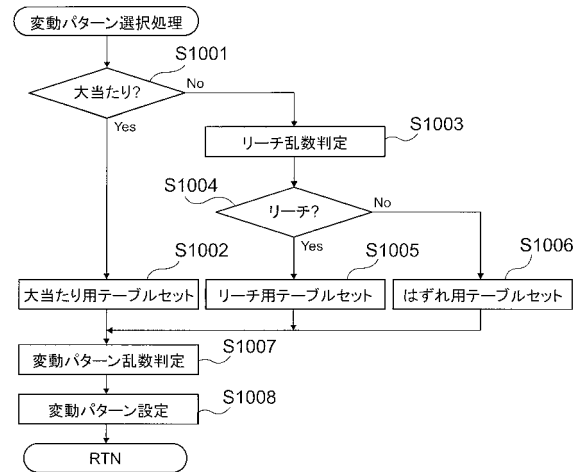 変動パターン選択処理
S1001
大当たり?
No
Yes
S1003
リーチ乱数判定
S1004
リーチ?
No
Yes
S1002
大当たり用テーブルセット
S1005
リーチ用テーブルセット
S1006
はずれ用テーブルセット
S1007
変動パターン乱数判定
S1008
変動パターン設定
RTN